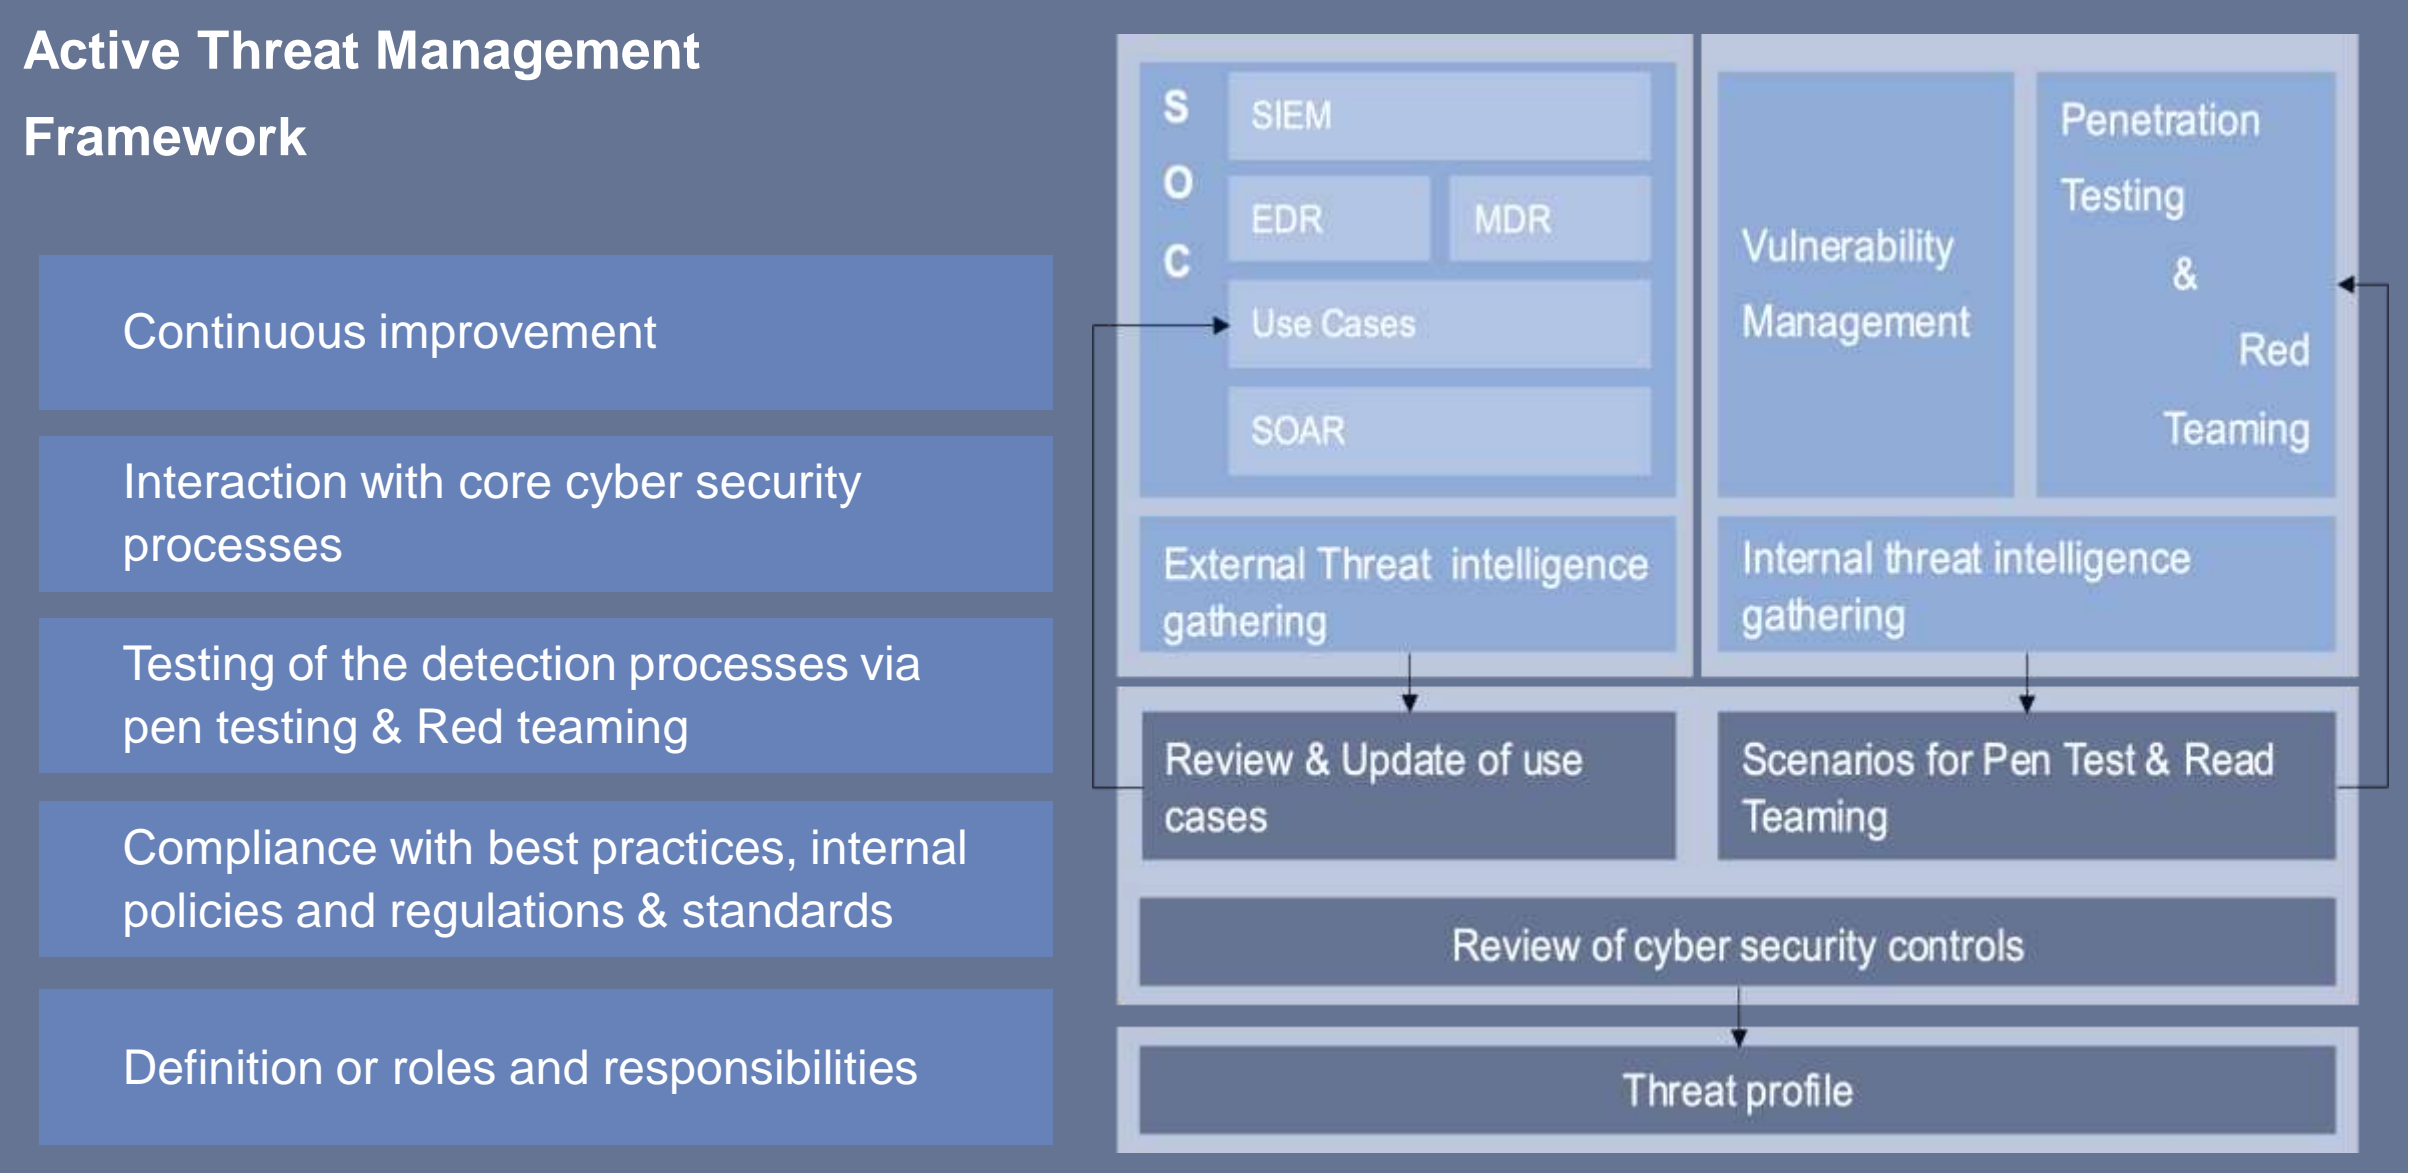 Active Threat Management
Framework
Continuous improvement
Interaction with core cyber security
processes
Testing of the detection processes via
pen testing & Red teaming
Compliance with best practices, internal
policies and regulations & standards
Definition or roles and responsibilities
S
O
C
SIEM
EDR
MDR
Use Cases
SOAR
External Threat intelligence
gathering
Vulnerability
Management
Penetration
Testing
&
Red
Teaming
Internal threat intelligence
gathering
Review & Update of use
cases
Scenarios for Pen Test & Read
Teaming
Review of cyber security controls
Threat profile